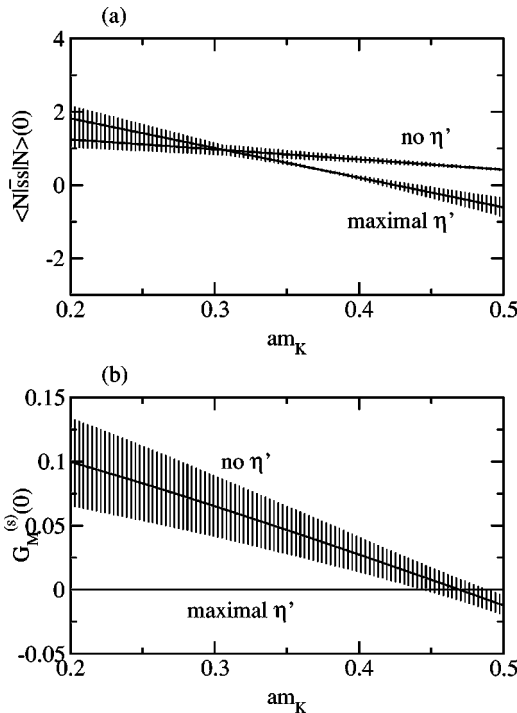 (a)
4
2
0
-2
<N|s̄s|N>(0)
no η'
maximal η'
0.2 0.3 0.4 0.5
am_K
(b)
0.15
0.1
0.05
0
-0.05
G_M^(s)(0)
no η'
maximal η'
0.2 0.3 0.4 0.5
am_K